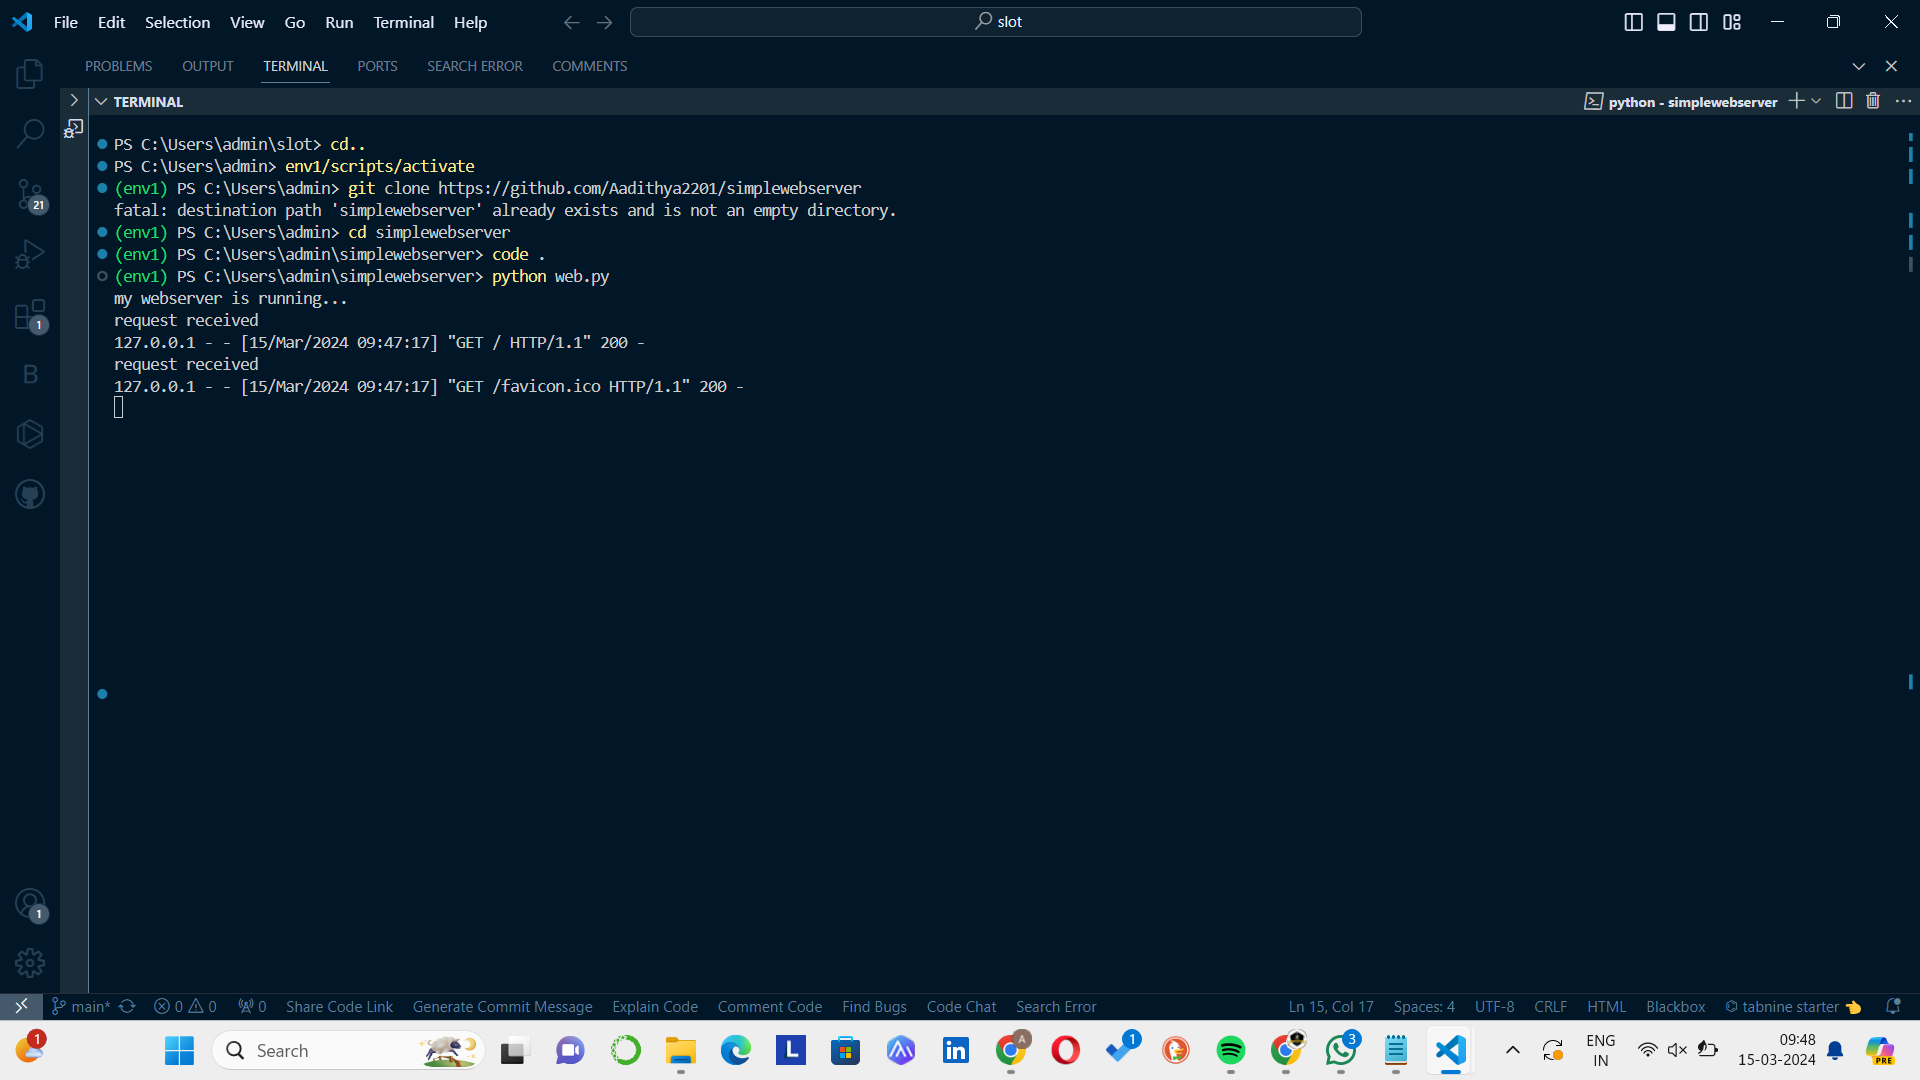 File Edit Selection View Go Run Terminal Help slot
PROBLEMS OUTPUT TERMINAL PORTS SEARCH ERROR COMMENTS
TERMINAL python - simplewebserver
PS C:\Users\admin\slot> cd..
PS C:\Users\admin> env1/scripts/activate
(env1) PS C:\Users\admin> git clone https://github.com/Aadithya2201/simplewebserver
fatal: destination path 'simplewebserver' already exists and is not an empty directory.
(env1) PS C:\Users\admin> cd simplewebserver
(env1) PS C:\Users\admin\simplewebserver> code .
(env1) PS C:\Users\admin\simplewebserver> python web.py
my webserver is running...
request received
127.0.0.1 - - [15/Mar/2024 09:47:17] "GET / HTTP/1.1" 200 -
request received
127.0.0.1 - - [15/Mar/2024 09:47:17] "GET /favicon.ico HTTP/1.1" 200 -
21
1
B
1
main* 0 0 0 Share Code Link Generate Commit Message Explain Code Comment Code Find Bugs Code Chat Search Error Ln 15, Col 17 Spaces: 4 UTF-8 CRLF HTML Blackbox tabnine starter
1 Search L in A 1 3 ENG IN 09:48 15-03-2024 PRE